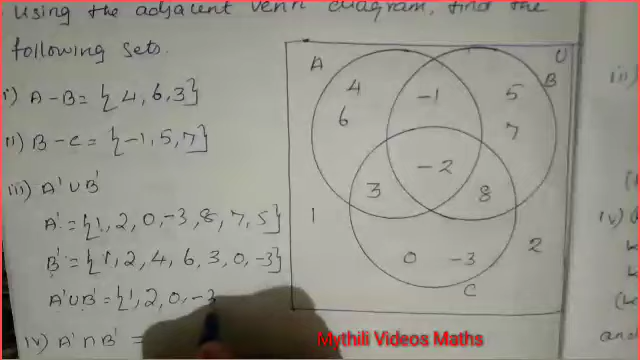 using the adjacent Venn diagram, find the
following sets.
i) A-B = {4, 6, 3}
ii) B-C = {-1, 5, 7}
iii) A' ∪ B'
A' = {1, 2, 0, -3, 8, 7, 5}
B' = {1, 2, 4, 6, 3, 0, -3}
A'∪B' = {1, 2, 0, -3
iv) A' ∩ B' =
A
U
B
4
-1
5
6
7
-2
3
8
1
2
0
-3
C
iii)
iv)
Mythili Videos Maths